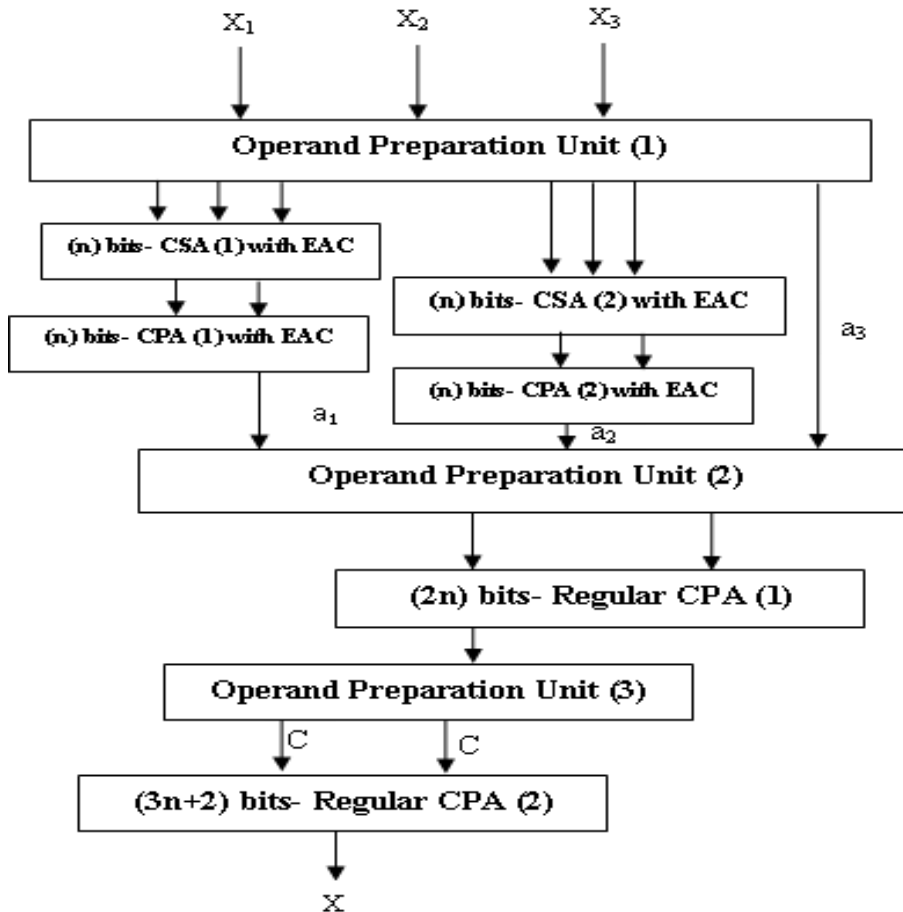 X1 X2 X3
Operand Preparation Unit (1)
(n) bits- CSA (1) with EAC
(n) bits- CSA (2) with EAC
(n) bits- CPA (1) with EAC
a3
(n) bits- CPA (2) with EAC
a1
a2
Operand Preparation Unit (2)
(2n) bits- Regular CPA (1)
Operand Preparation Unit (3)
C C
(3n+2) bits- Regular CPA (2)
X